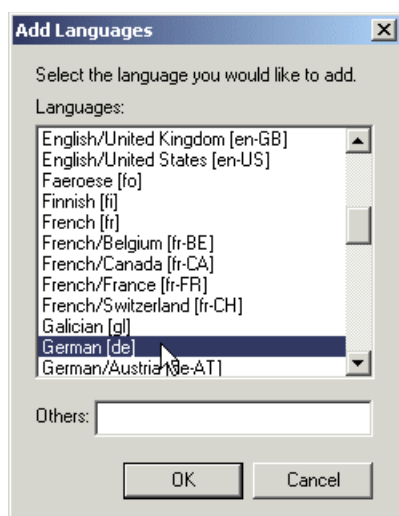 Add Languages
Select the language you would like to add.
Languages:
English/United Kingdom [en-GB]
English/United States [en-US]
Faeroese [fo]
Finnish [fi]
French [fr]
French/Belgium [fr-BE]
French/Canada [fr-CA]
French/France [fr-FR]
French/Switzerland [fr-CH]
Galician [gl]
German [de]
German/Austria [de-AT]
Others:
OK Cancel